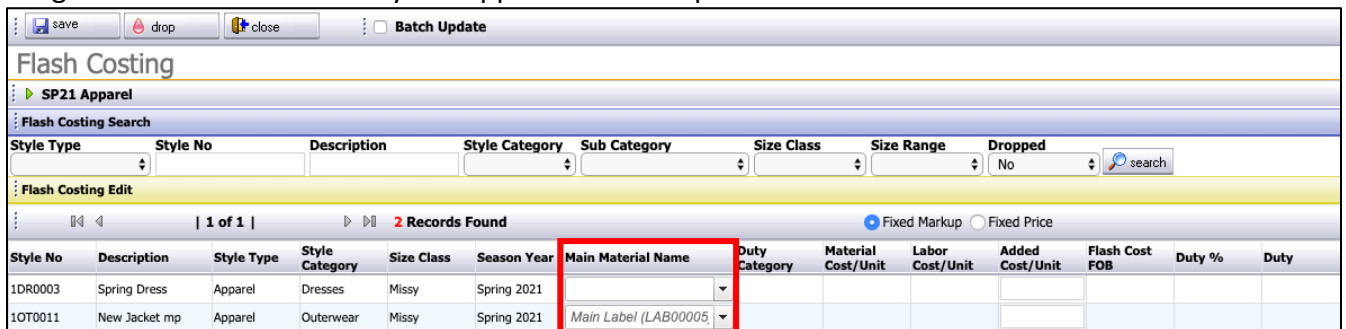 save drop close Batch Update
Flash Costing
SP21 Apparel
Flash Costing Search
Style Type Style No Description Style Category Sub Category Size Class Size Range Dropped
No search
Flash Costing Edit
| 1 of 1 | 2 Records Found Fixed Markup Fixed Price
Style No Description Style Type Style Category Size Class Season Year Main Material Name Duty Category Material Cost/Unit Labor Cost/Unit Added Cost/Unit Flash Cost FOB Duty % Duty
1DR0003 Spring Dress Apparel Dresses Missy Spring 2021
1OT0011 New Jacket mp Apparel Outerwear Missy Spring 2021 Main Label (LAB00005